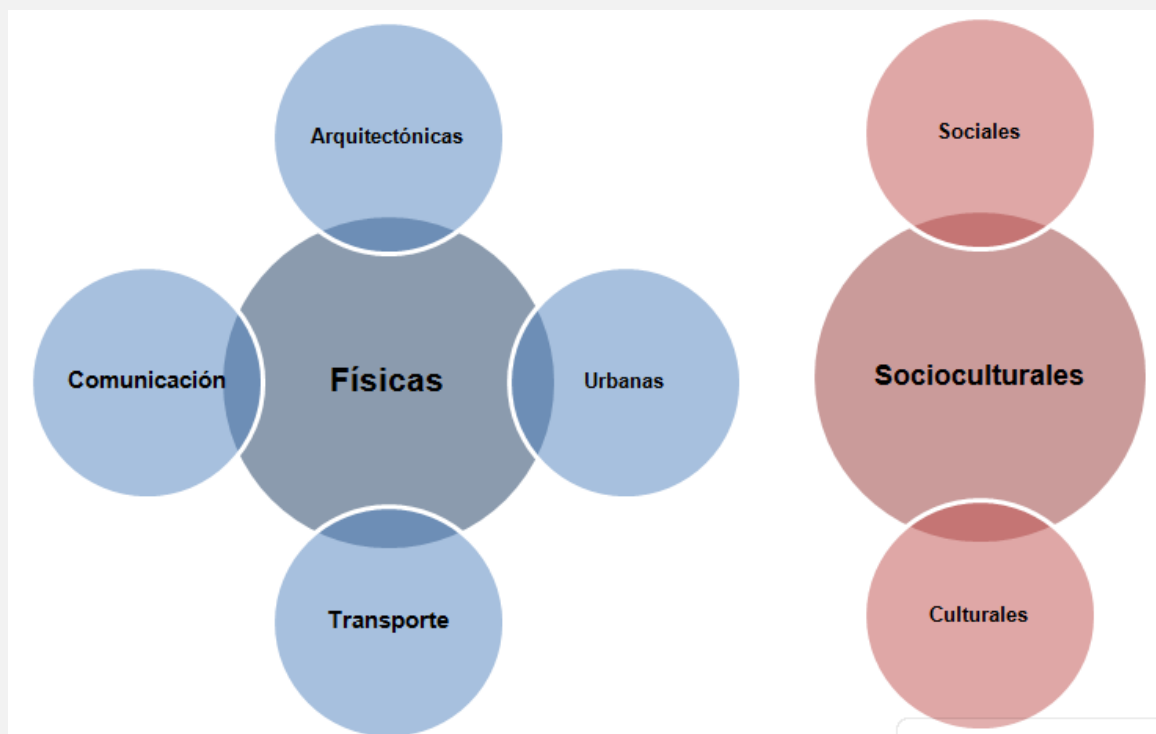 Arquitectónicas
Comunicación
Físicas
Urbanas
Transporte
Sociales
Socioculturales
Culturales